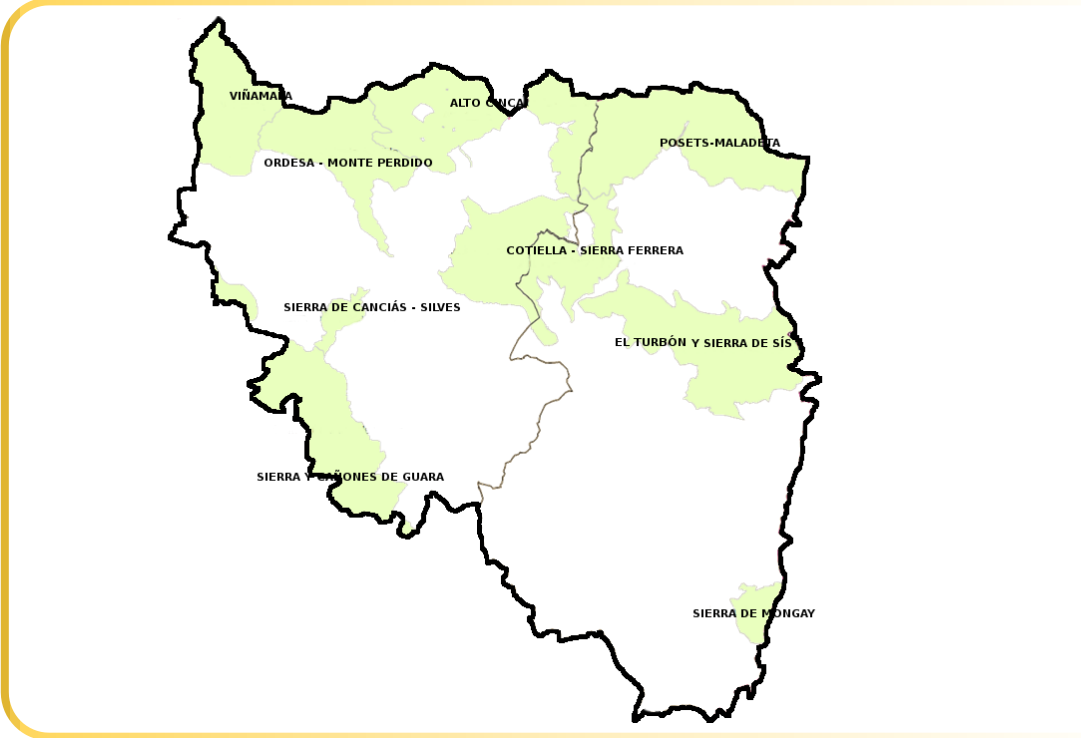 VIÑAMALA
ALTO CINCA
POSETS-MALADETA
ORDESA - MONTE PERDIDO
COTIELLA - SIERRA FERRERA
SIERRA DE CANCIÁS - SILVES
EL TURBÓN Y SIERRA DE SÍS
SIERRA Y CAÑONES DE GUARA
SIERRA DE MONGAY